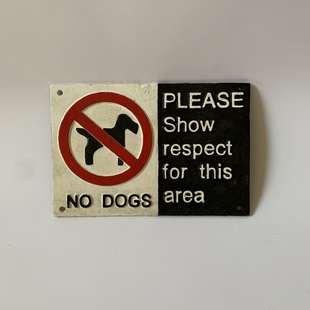 NO DOGS
PLEASE
Show
respect
for this
area